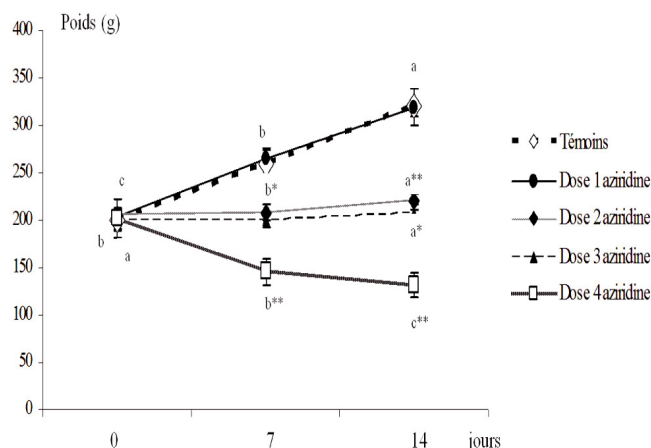 Poids (g)
400
350
300
250
200
150
100
50
0
0
7
14
jours
c
b
a
b
b*
b**
a
a**
a*
c**
Témoins
Dose 1 aziridine
Dose 2 aziridine
Dose 3 aziridine
Dose 4 aziridine